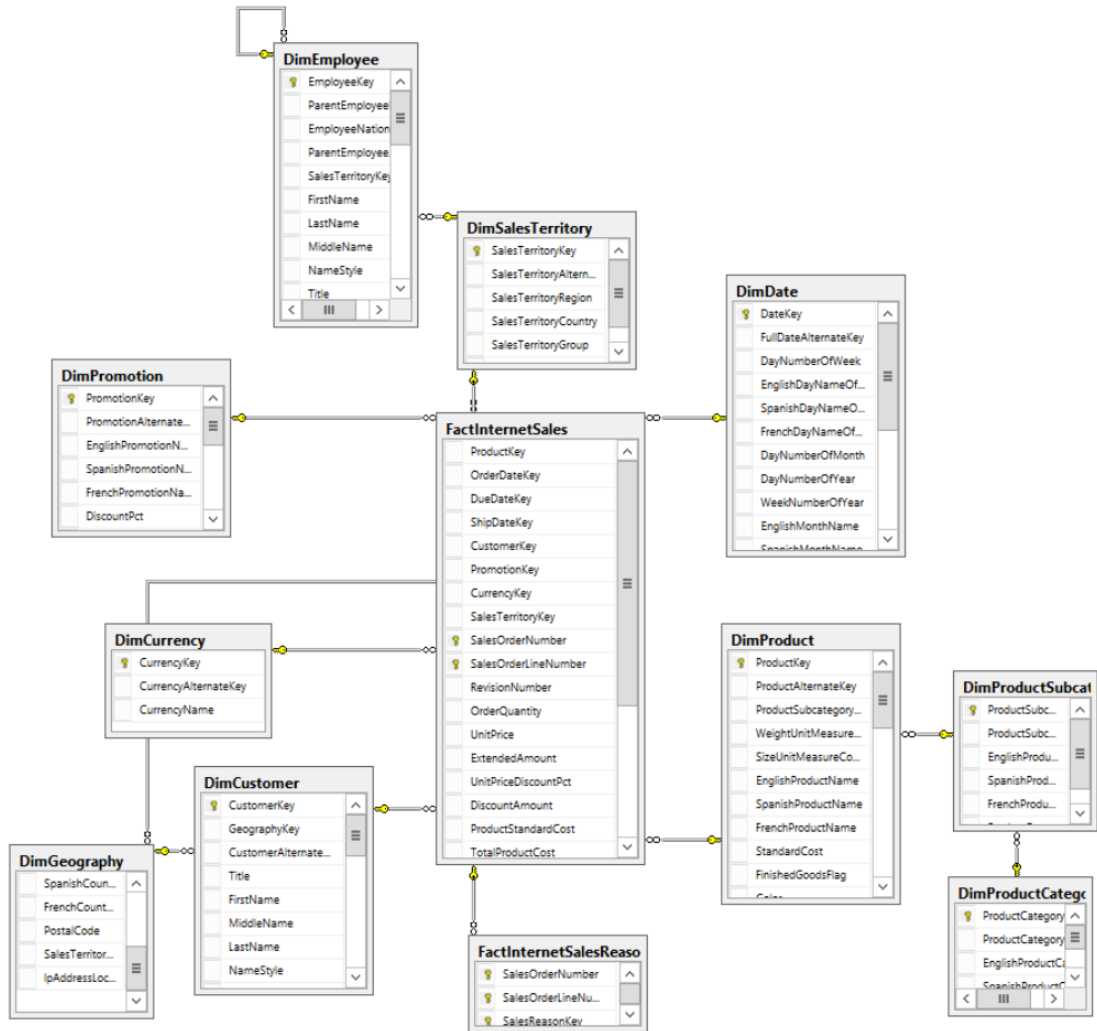 DimEmployee
EmployeeKey
ParentEmployee
EmployeeNation
ParentEmployee.
SalesTerritoryKey
FirstName
LastName
MiddleName
NameStyle
Title
DimSalesTerritory
SalesTerritoryKey
SalesTerritoryAltern...
SalesTerritoryRegion
SalesTerritoryCountry
SalesTerritoryGroup
DimDate
DateKey
FullDateAlternateKey
DayNumberOfWeek
EnglishDayNameOf...
SpanishDayNameO...
FrenchDayNameOf...
DayNumberOfMonth
DayNumberOfYear
WeekNumberOfYear
EnglishMonthName
SpanishMonthName
DimPromotion
PromotionKey
PromotionAlternate...
EnglishPromotionN...
SpanishPromotionN...
FrenchPromotionNa...
DiscountPct
FactInternetSales
ProductKey
OrderDateKey
DueDateKey
ShipDateKey
CustomerKey
PromotionKey
CurrencyKey
SalesTerritoryKey
SalesOrderNumber
SalesOrderLineNumber
RevisionNumber
OrderQuantity
UnitPrice
ExtendedAmount
UnitPriceDiscountPct
DiscountAmount
ProductStandardCost
TotalProductCost
DimCurrency
CurrencyKey
CurrencyAlternateKey
CurrencyName
DimProduct
ProductKey
ProductAlternateKey
ProductSubcategory...
WeightUnitMeasure...
SizeUnitMeasureCo...
EnglishProductName
SpanishProductName
FrenchProductName
StandardCost
FinishedGoodsFlag
Color
DimProductSubcat
ProductSubc...
ProductSubc...
EnglishProdu...
SpanishProd...
FrenchProdu...
DimCustomer
CustomerKey
GeographyKey
CustomerAlternate...
Title
FirstName
MiddleName
LastName
NameStyle
DimGeography
SpanishCoun...
FrenchCount...
PostalCode
SalesTerritor...
IpAddressLoc...
DimProductCatego
ProductCategory
ProductCategory
EnglishProductCa
SpanishProductC
FactInternetSalesReaso
SalesOrderNumber
SalesOrderLineNu...
SalesReasonKey